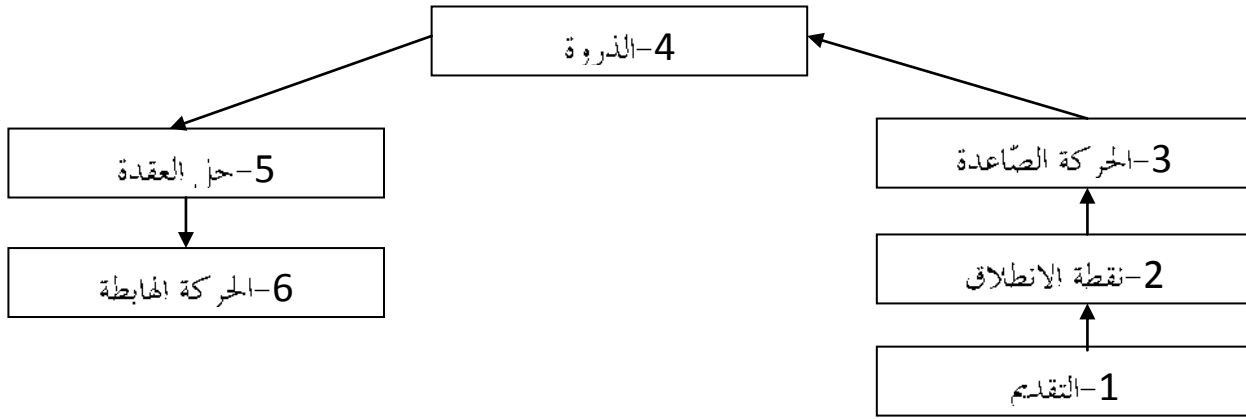 4-الذروة
3-الحركة الصّاعدة
5-حل العقدة
2-نقطة الانطلاق
6-الحركة الهابطة
1-التقديم